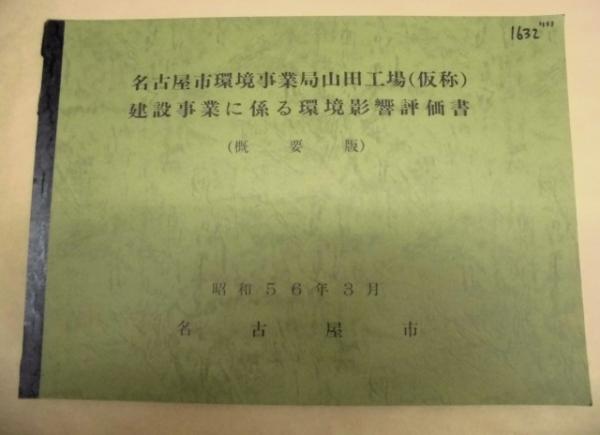 1632
名古屋市環境事業局山田工場(仮称)
建設事業に係る環境影響評価書
(概要版)
昭和56年3月
名古屋市